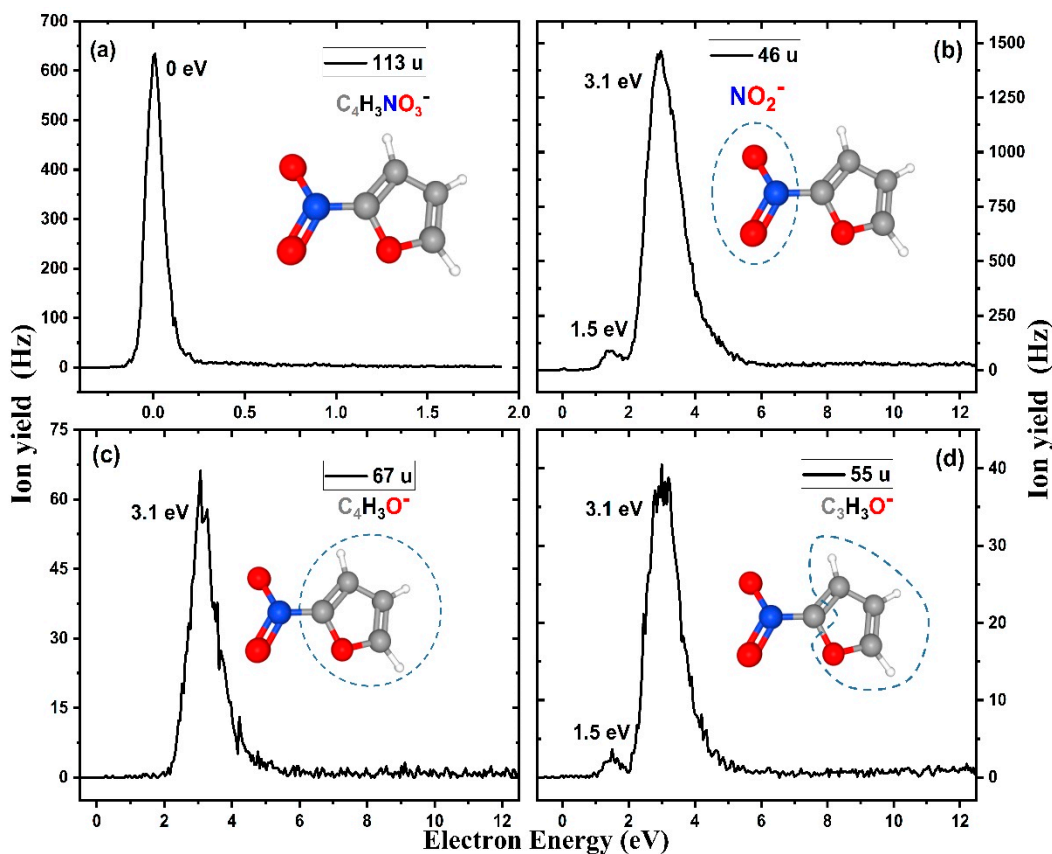 (a)
0 eV
113 u
C₄H₃NO₃⁻
700
600
500
400
300
200
100
0
0.0
0.5
1.0
1.5
2.0
(b)
3.1 eV
46 u
NO₂⁻
1.5 eV
1500
1250
1000
750
500
250
0
0
2
4
6
8
10
12
Ion yield (Hz)
Ion yield (Hz)
(c)
67 u
C₄H₃O⁻
3.1 eV
75
60
45
30
15
0
0
2
4
6
8
10
12
(d)
55 u
C₃H₃O⁻
3.1 eV
1.5 eV
40
30
20
10
0
0
2
4
6
8
10
12
Electron Energy (eV)